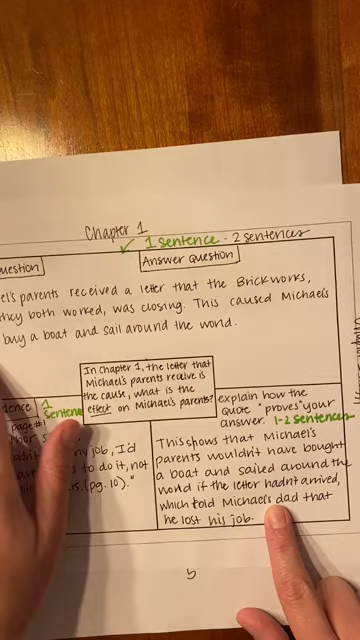 Chapter 1
✓ 1 sentence - 2 sentences
uestion
Answer Question
el's parents received a letter that the Brickworks,
they both worked, was closing. This caused Michael's
buy a boat and sail around the world.
In Chapter 1, the letter that
Michael's parents receive is
the cause, what is the
effect on Michael's parents?
dence
1
sentence
page#!
my job, I'd
to do it, not
(pg. 10)."
explain how the
quote "proves" your
answer. 1-2 sentences
This shows that Michael's
parents wouldn't have bought
a boat and sailed around the
world if the letter hadn't arrived,
which told Michael's dad that
he lost his job.
5